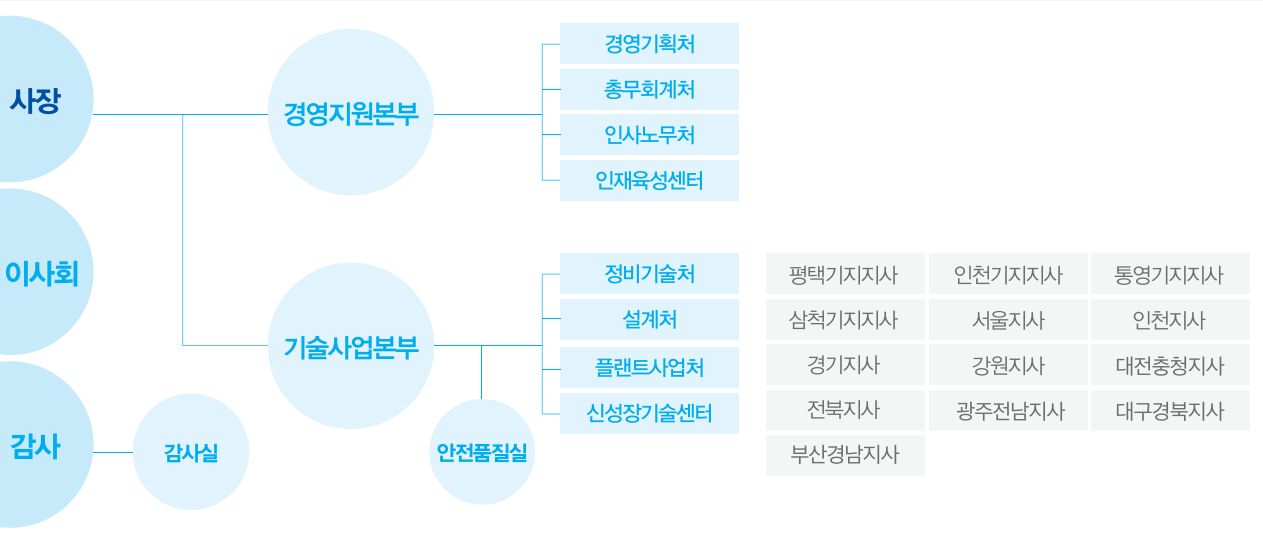 사장
경영지원본부
경영기획처
총무회계처
인사노무처
인재육성센터
이사회
기술사업본부
정비기술처
설계처
플랜트사업처
신성장기술센터
평택기지지사
인천기지지사
통영기지지사
삼척기지지사
서울지사
인천지사
경기지사
강원지사
대전충청지사
전북지사
광주전남지사
대구경북지사
부산경남지사
감사
감사실
안전품질실